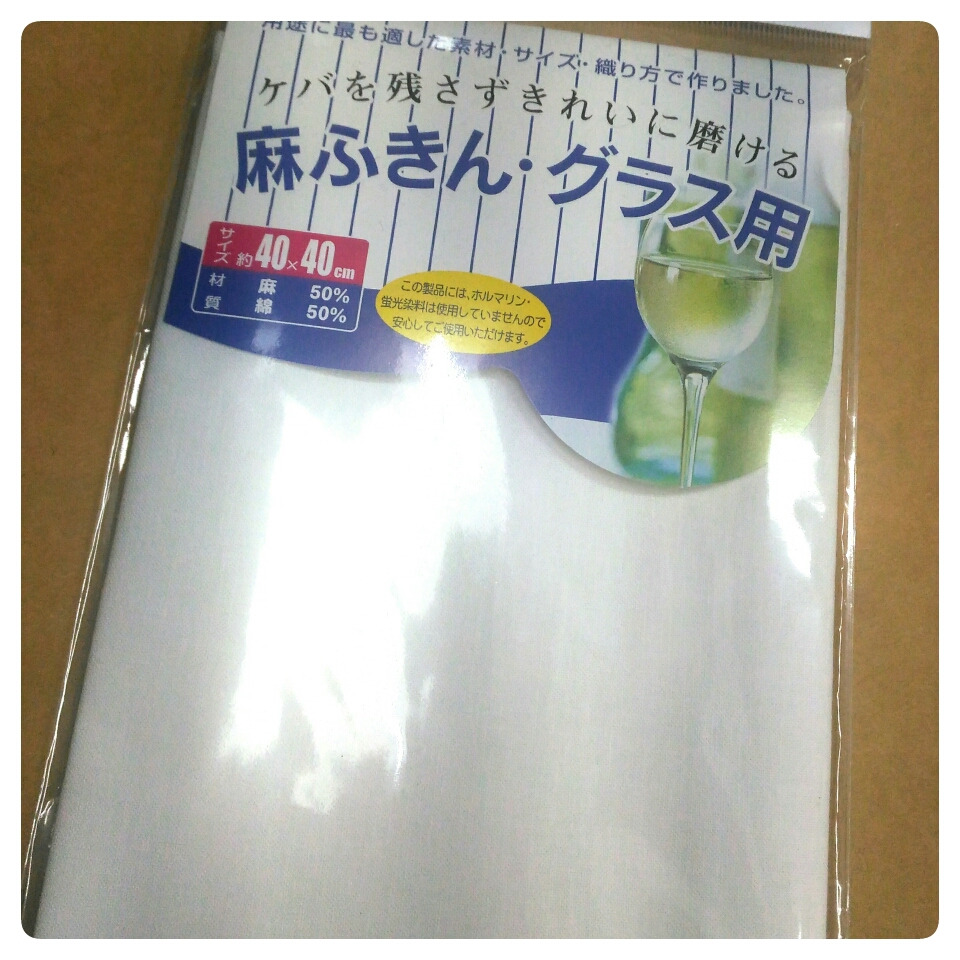 用途に最も適した素材・サイズ・織り方で作りました。
ケバを残さずきれいに磨ける
麻ふきん・グラス用
サイズ 約40×40cm
材質 麻 50%
綿 50%
この製品には、ホルマリン・
蛍光染料は使用していませんので
安心してご使用いただけます。